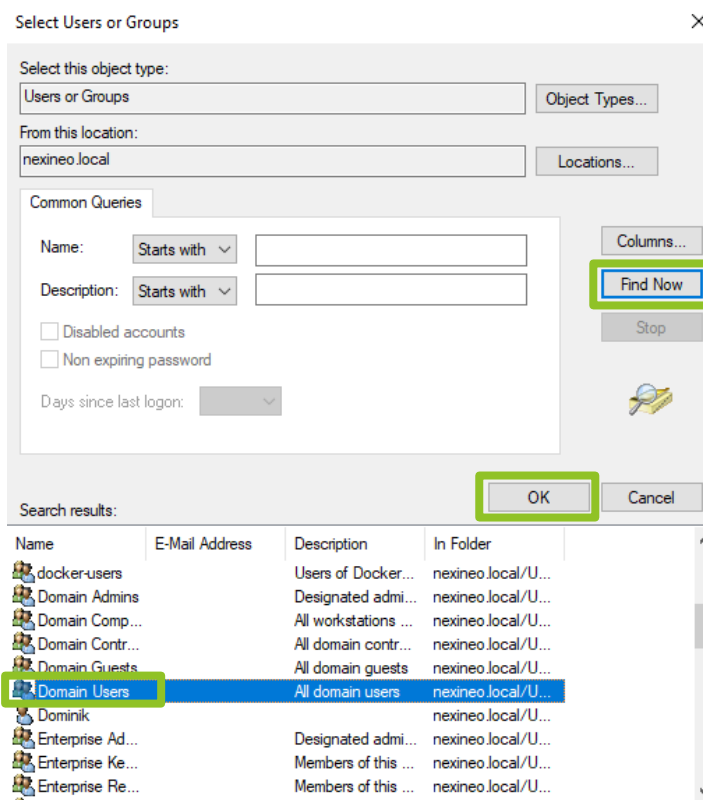 Select Users or Groups
Select this object type:
Users or Groups
Object Types...
From this location:
nexineo.local
Locations...
Common Queries
Name: Starts with
Columns...
Description: Starts with
Find Now
Disabled accounts
Stop
Non expiring password
Days since last logon:
OK Cancel
Search results:
Name E-Mail Address Description In Folder
docker-users Users of Docker... nexineo.local/U...
Domain Admins Designated admi... nexineo.local/U...
Domain Comp... All workstations ... nexineo.local/U...
Domain Contr... All domain contr... nexineo.local/U...
Domain Guests All domain guests nexineo.local/U...
Domain Users All domain users nexineo.local/U...
Dominik nexineo.local/U...
Enterprise Ad... Designated admi... nexineo.local/U...
Enterprise Ke... Members of this ... nexineo.local/U...
Enterprise Re... Members of this ... nexineo.local/U...